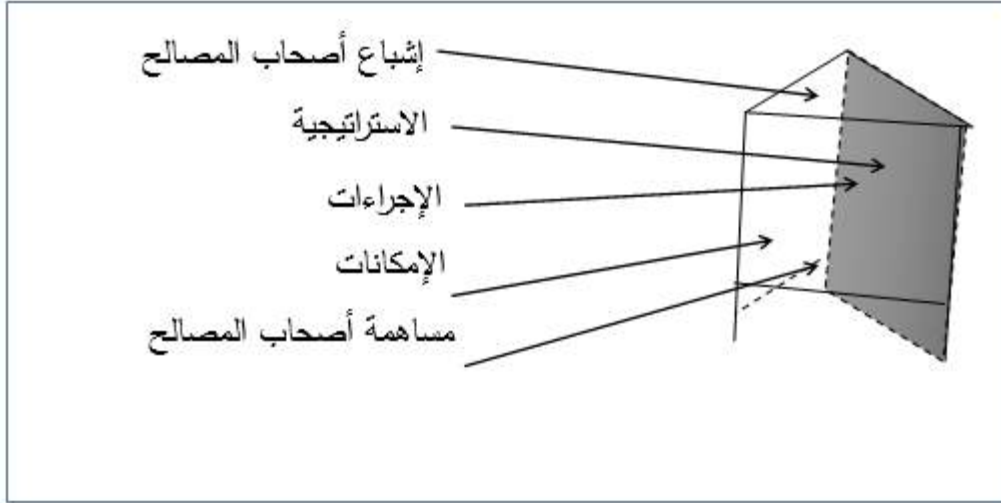 إشباع أصحاب المصالح
الاستراتيجية
الإجراءات
الإمكانات
مساهمة أصحاب المصالح